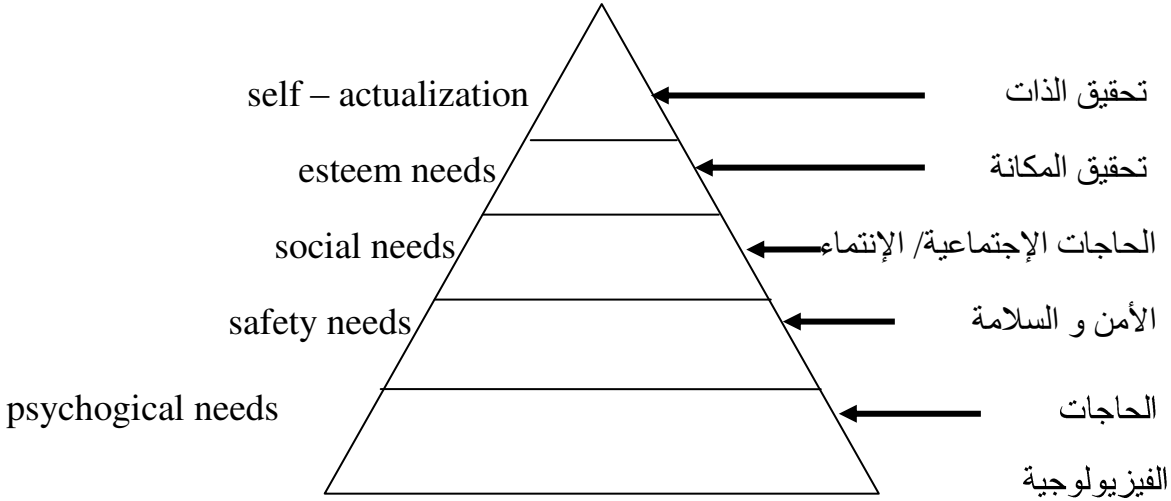 self – actualization
تحقيق الذات
esteem needs
تحقيق المكانة
social needs
الحاجات الإجتماعية/ الإنتماء
safety needs
الأمن و السلامة
psychogical needs
الحاجات
الفيزيولوجية